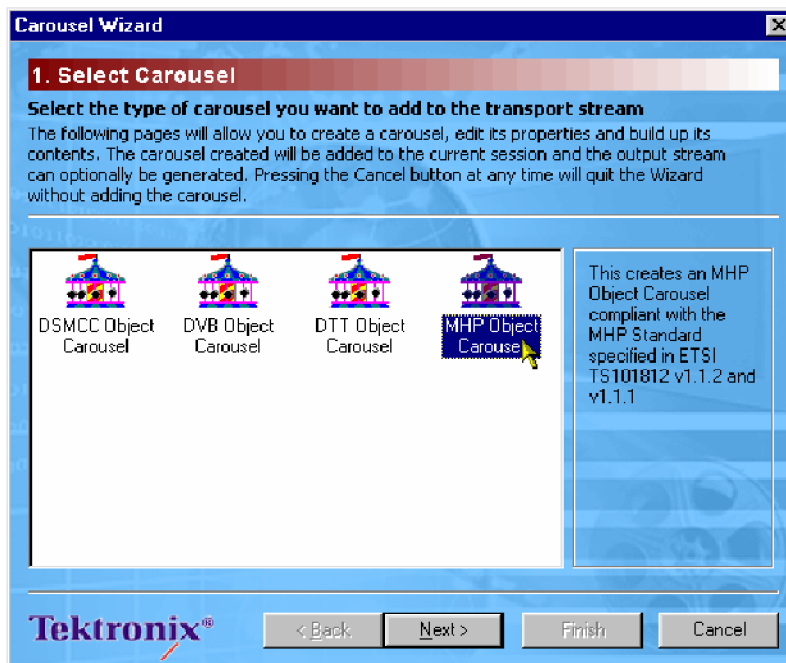 Carousel Wizard
1. Select Carousel
Select the type of carousel you want to add to the transport stream
The following pages will allow you to create a carousel, edit its properties and build up its
contents. The carousel created will be added to the current session and the output stream
can optionally be generated. Pressing the Cancel button at any time will quit the Wizard
without adding the carousel.
DSMCC Object
Carousel
DVB Object
Carousel
DTT Object
Carousel
MHP Object
Carousel
This creates an MHP
Object Carousel
compliant with the
MHP Standard
specified in ETSI
TS101812 v1.1.2 and
v1.1.1
Tektronix®
< Back
Next >
Finish
Cancel